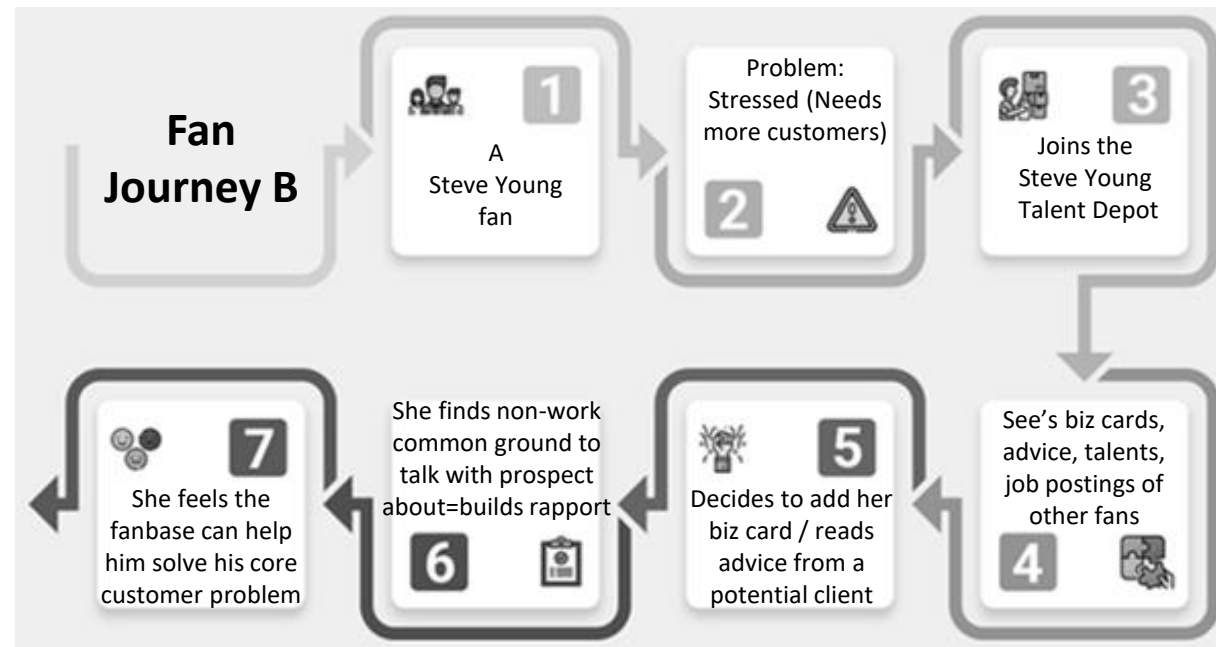 Fan
Journey B
1
A
Steve Young
fan
Problem:
Stressed (Needs
more customers)
2
3
Joins the
Steve Young
Talent Depot
See's biz cards,
advice, talents,
job postings of
other fans
4
5
Decides to add her
biz card / reads
advice from a
potential client
She finds non-work
common ground to
talk with prospect
about=builds rapport
6
7
She feels the
fanbase can help
him solve his core
customer problem